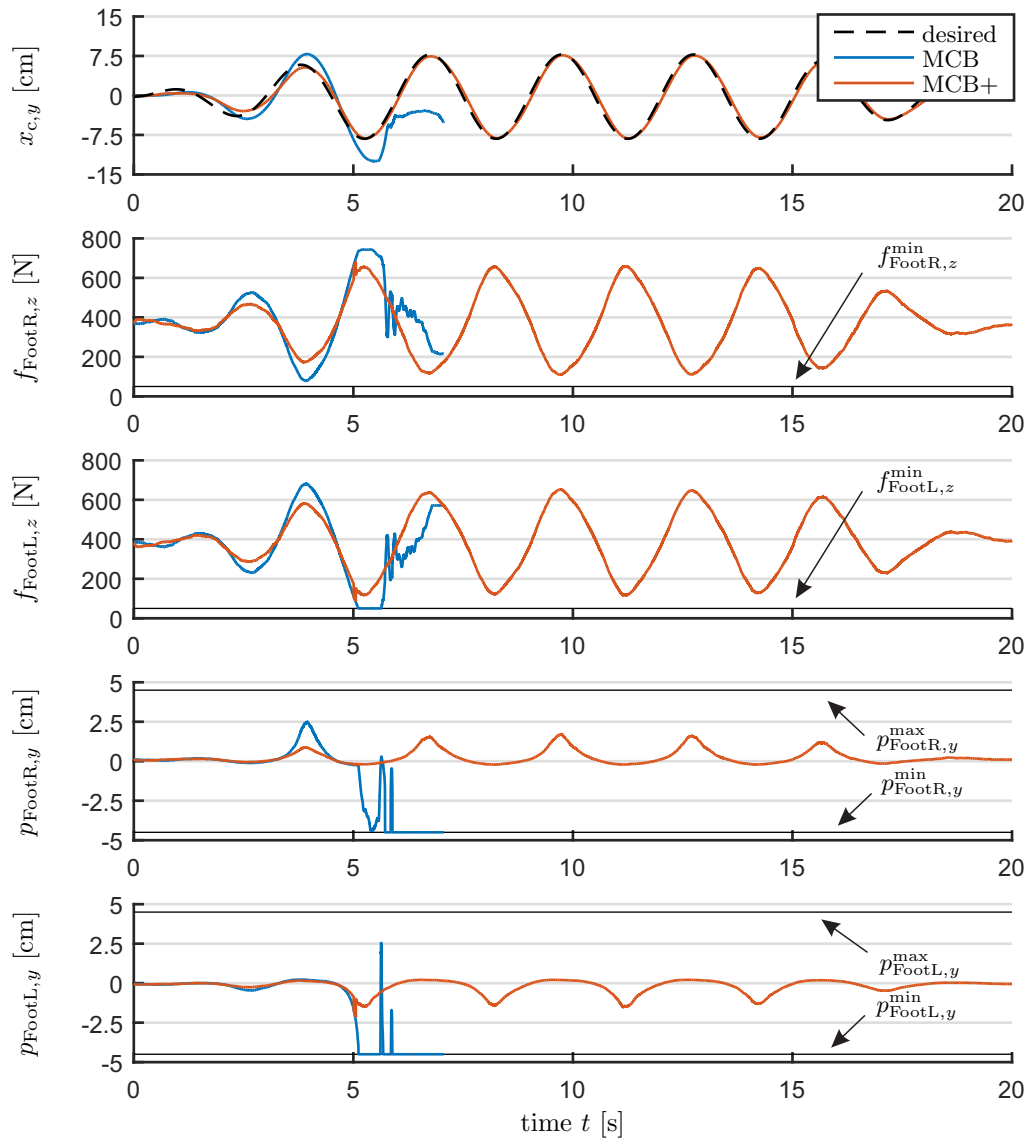 15
7.5
0
-7.5
-15
x_{c,y} [cm]
desired
MCB
MCB+
0 5 10 15 20
800
600
400
200
0
f_{FootR,z} [N]
f^{min}_{FootR,z}
0 5 10 15 20
800
600
400
200
0
f_{FootL,z} [N]
f^{min}_{FootL,z}
0 5 10 15 20
5
2.5
0
-2.5
-5
p_{FootR,y} [cm]
p^{max}_{FootR,y}
p^{min}_{FootR,y}
0 5 10 15 20
5
2.5
0
-2.5
-5
p_{FootL,y} [cm]
p^{max}_{FootL,y}
p^{min}_{FootL,y}
0 5 10 15 20
time t [s]